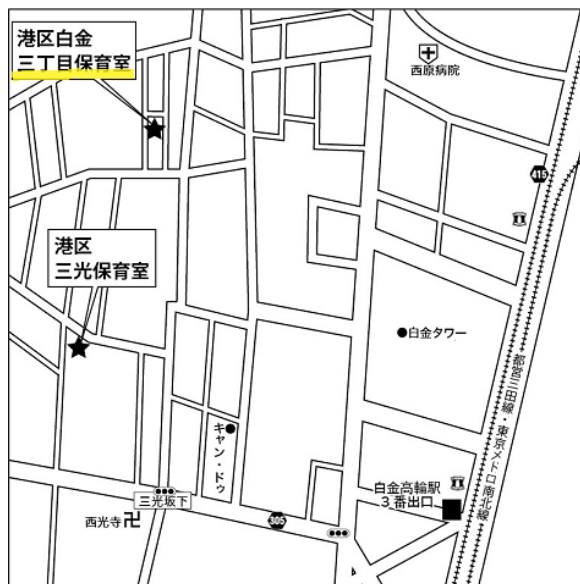 港区白金
三丁目保育室
西原病院
415
港区
三光保育室
白金タワー
都営三田線・東京メトロ南北線
キャン・ドゥ
白金高輪駅
3番出口
三光坂下
西光寺卍
305